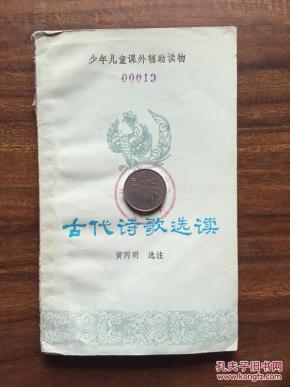 少年儿童课外辅助读物
00013
古代诗歌选读
黄丙明 选注
孔夫子旧书网